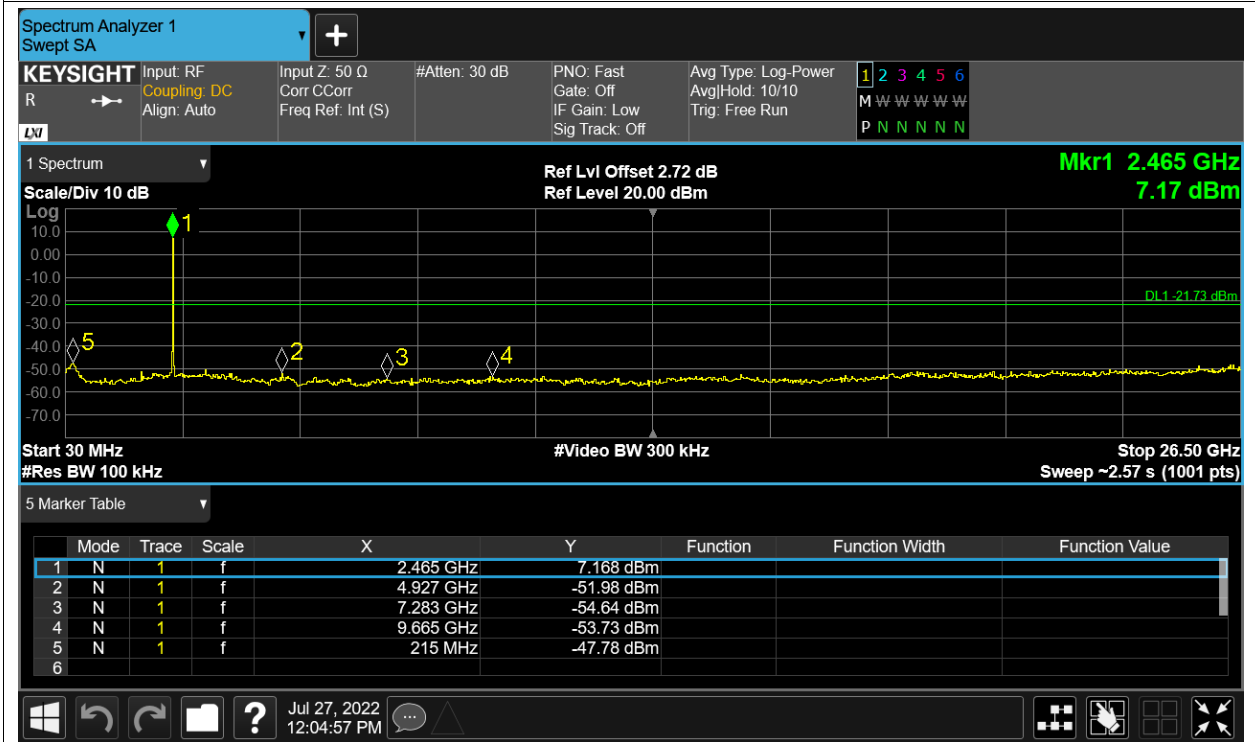 Spectrum Analyzer 1
Swept SA
KEYSIGHT Input: RF Input Z: 50 Ω #Atten: 30 dB PNO: Fast Avg Type: Log-Power 1 2 3 4 5 6
R Coupling: DC Corr CCorr Gate: Off Avg|Hold: 10/10 M W W W W W
Align: Auto Freq Ref: Int (S) IF Gain: Low Trig: Free Run
LXI Sig Track: Off P N N N N N
1 Spectrum Ref Lvl Offset 2.72 dB Mkr1 2.465 GHz
Scale/Div 10 dB Ref Level 20.00 dBm 7.17 dBm
Log
1
10.0
0.00
-10.0
-20.0 DL1 -21.73 dBm
-30.0
-40.0 5 2 3 4
-50.0
-60.0
-70.0
Start 30 MHz #Video BW 300 kHz Stop 26.50 GHz
#Res BW 100 kHz Sweep ~2.57 s (1001 pts)
5 Marker Table
Mode Trace Scale X Y Function Function Width Function Value
1 N 1 f 2.465 GHz 7.168 dBm
2 N 1 f 4.927 GHz -51.98 dBm
3 N 1 f 7.283 GHz -54.64 dBm
4 N 1 f 9.665 GHz -53.73 dBm
5 N 1 f 215 MHz -47.78 dBm
6
? Jul 27, 2022
12:04:57 PM